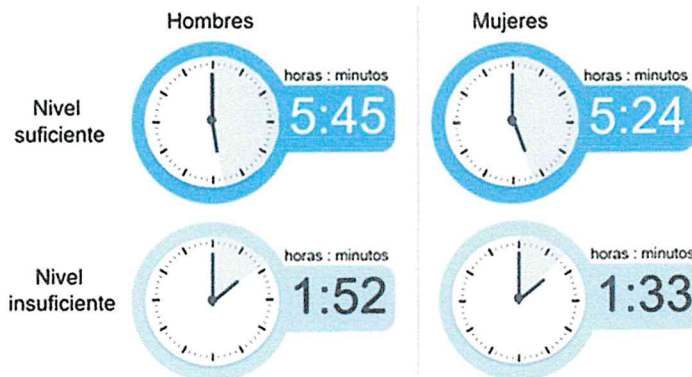 Hombres
Mujeres
Nivel
suficiente
horas : minutos
5:45
horas : minutos
5:24
Nivel
insuficiente
horas : minutos
1:52
horas : minutos
1:33